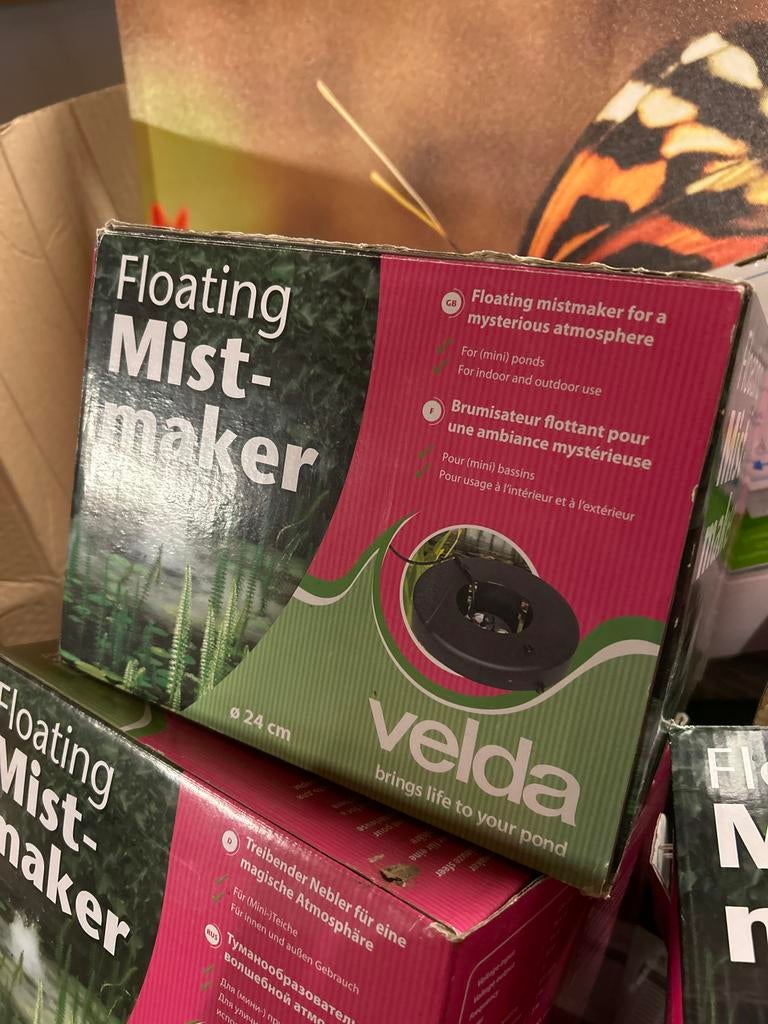 Floating
Mist-
maker
GB
Floating mistmaker for a
mysterious atmosphere
For (mini) ponds
For indoor and outdoor use
F
Brumisateur flottant pour
une ambiance mystérieuse
Pour (mini) bassins
Pour usage à l'intérieur et à l'extérieur
ø 24 cm
velda
brings life to your pond
Floating
Mist-
maker
D
Treibender Nebler für eine
magische Atmosphäre
Für (Mini-)Teiche
Für innen und außen Gebrauch
RUS